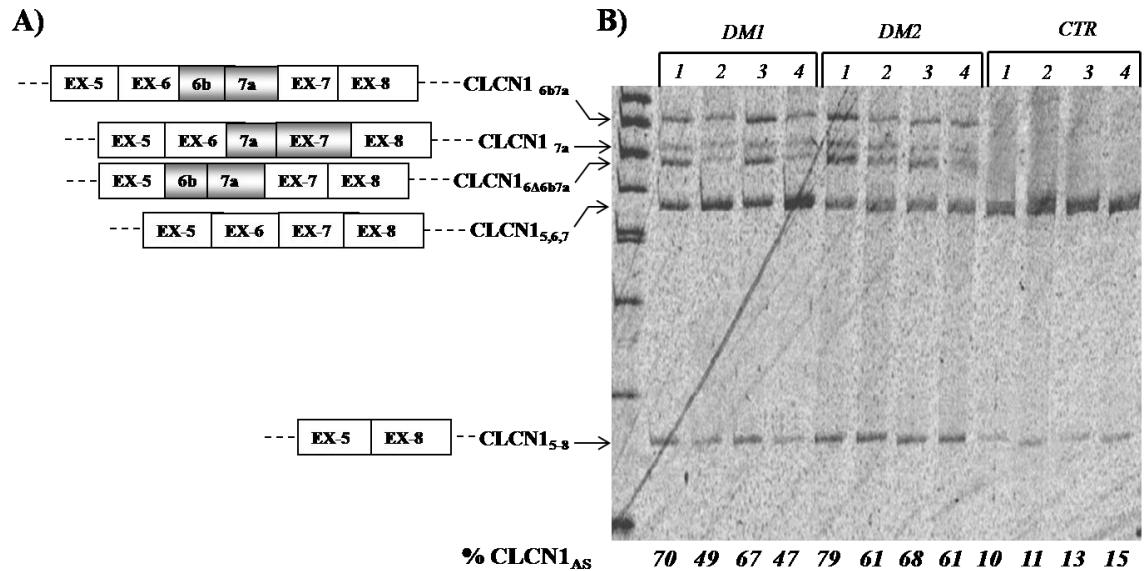 A)
EX-5 EX-6 6b 7a EX-7 EX-8 CLCN1 6b7a
EX-5 EX-6 7a EX-7 EX-8 CLCN1 7a
EX-5 6b 7a EX-7 EX-8 CLCN1 6Δ6b7a
EX-5 EX-6 EX-7 EX-8 CLCN1 5,6,7
EX-5 EX-8 CLCN1 5-8
B)
DM1 DM2 CTR
1 2 3 4 1 2 3 4 1 2 3 4
% CLCN1 AS 70 49 67 47 79 61 68 61 10 11 13 15